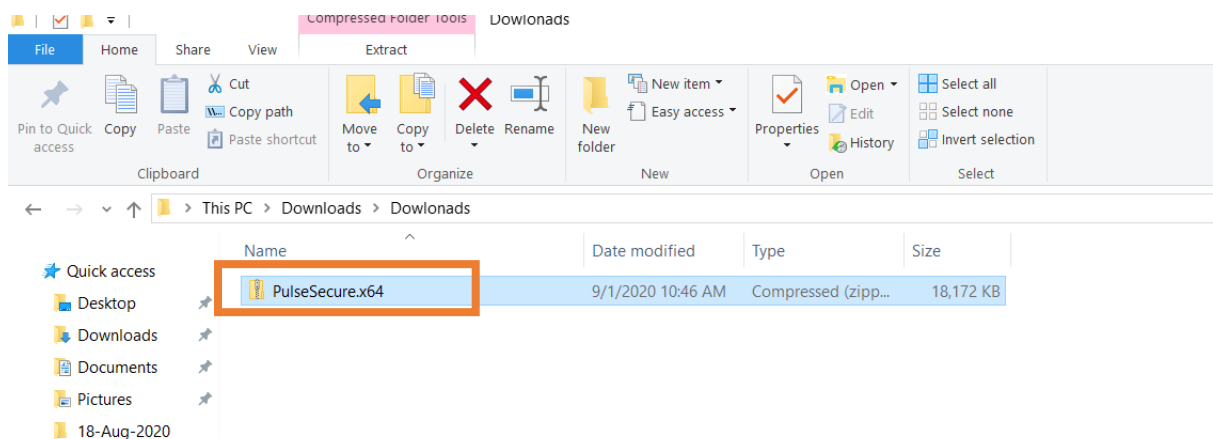 Compressed Folder Tools Dowlonads
File Home Share View Extract
Pin to Quick access
Copy
Paste
Cut
Copy path
Paste shortcut
Move to
Copy to
Delete
Rename
New folder
New item
Easy access
Properties
Open
Edit
History
Select all
Select none
Invert selection
Clipboard Organize New Open Select
This PC > Downloads > Dowlonads
Name Date modified Type Size
PulseSecure.x64 9/1/2020 10:46 AM Compressed (zipp... 18,172 KB
Quick access
Desktop
Downloads
Documents
Pictures
18-Aug-2020